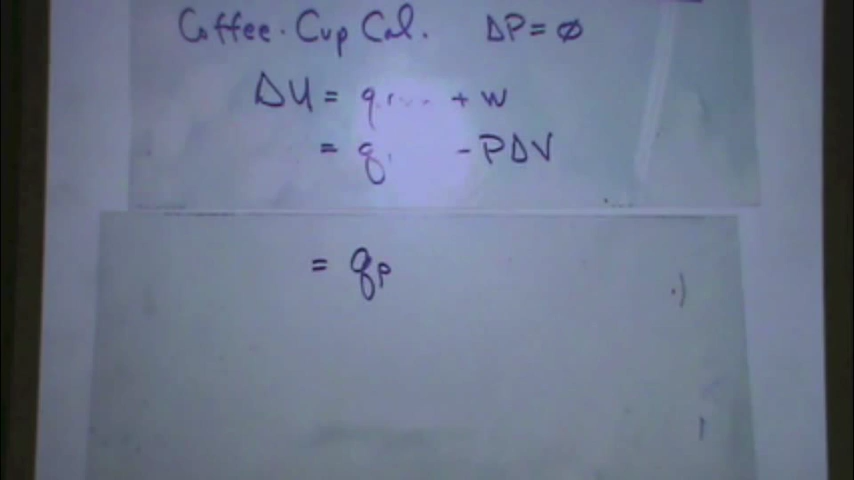 Coffee-Cup Cal. ΔP = ∅
ΔU = q + w
= q - PΔV
= qₚ